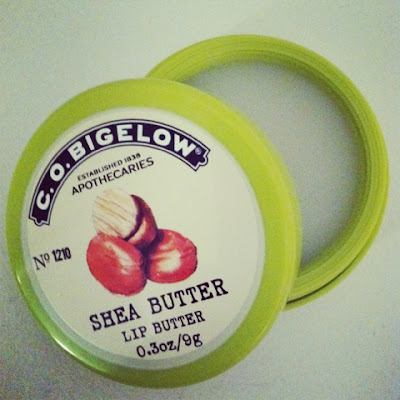 C.O. BIGELOW®
ESTABLISHED 1838
APOTHECARIES
Nº 1210
SHEA BUTTER
LIP BUTTER
0.3oz/9g